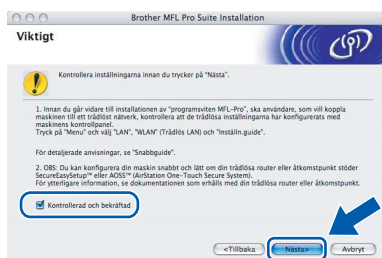 Brother MFL Pro Suite Installation
Viktigt
Kontrollera inställningarna innan du trycker på "Nästa".
1. Innan du går vidare till installationen av "programsviten MFL-Pro", ska användare, som vill koppla
maskinen till ett trådlöst nätverk, kontrollera att de trådlösa inställningarna har konfigurerats med
maskinens kontrollpanel.
Tryck på "Menu" och välj "LAN", "WLAN" (Trådlös LAN) och "Inställn.guide".
För detaljerade anvisningar, se "Snabbguide".
2. OBS: Du kan konfigurera din maskin snabbt och lätt om din trådlösa router eller åtkomstpunkt stöder
SecureEasySetup™ eller AOSS™ (AirStation One-Touch Secure System).
För ytterligare information, se dokumentationen som erhålls med din trådlösa router eller åtkomstpunkt.
Kontrollerad och bekräftad
<Tillbaka Nästa> Avbryt